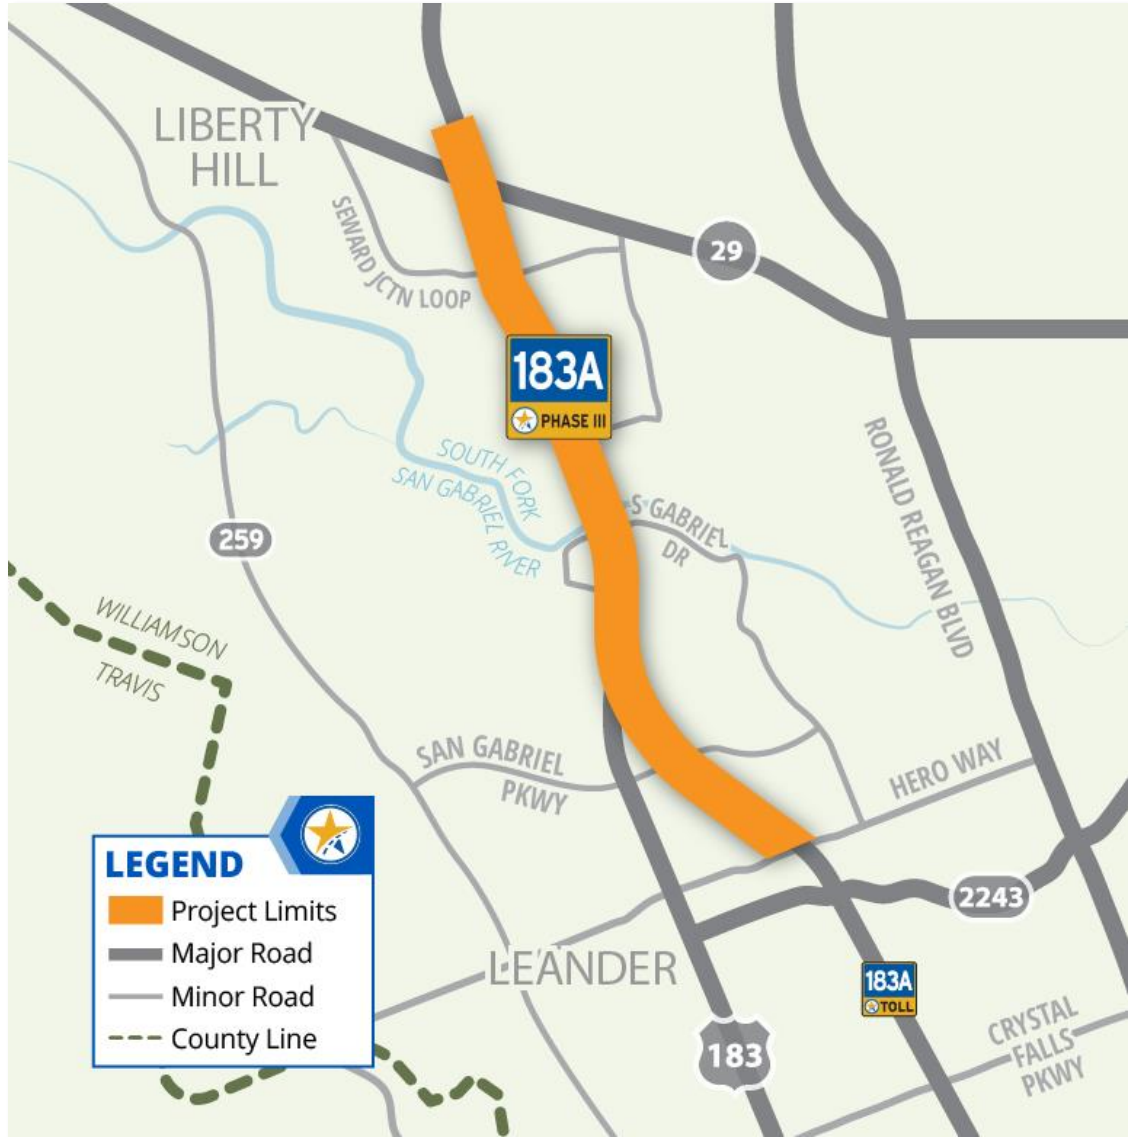 LIBERTY
HILL
SEWARD JCTN LOOP
29
183A
PHASE III
RONALD REAGAN BLVD
SOUTH FORK
SAN GABRIEL RIVER
S GABRIEL
DR
259
WILLIAMSON
TRAVIS
SAN GABRIEL
PKWY
HERO WAY
LEGEND
Project Limits
Major Road
Minor Road
County Line
2243
LEANDER
183A
TOLL
183
CRYSTAL
FALLS
PKWY